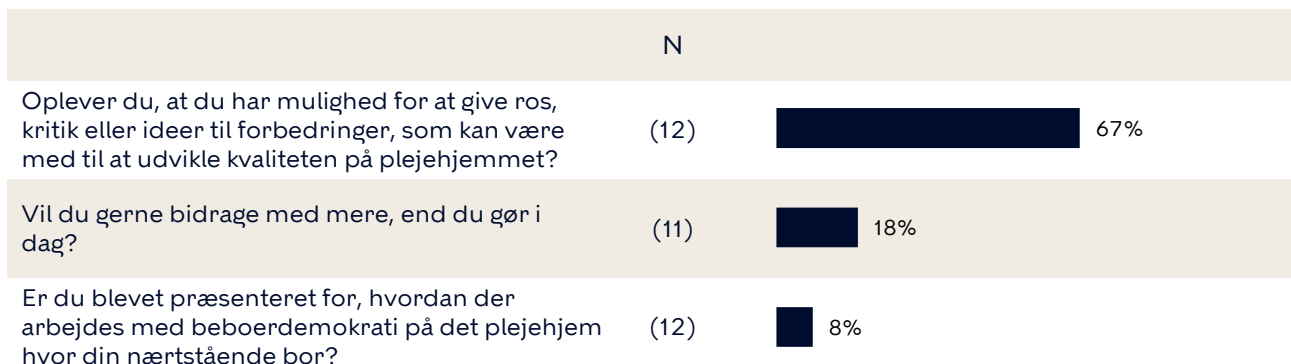 N
Oplever du, at du har mulighed for at give ros,
kritik eller ideer til forbedringer, som kan være
med til at udvikle kvaliteten på plejehjemmet?
(12)
67%
Vil du gerne bidrage med mere, end du gør i
dag?
(11)
18%
Er du blevet præsenteret for, hvordan der
arbejdes med beboerdemokrati på det plejehjem
hvor din nærtstående bor?
(12)
8%